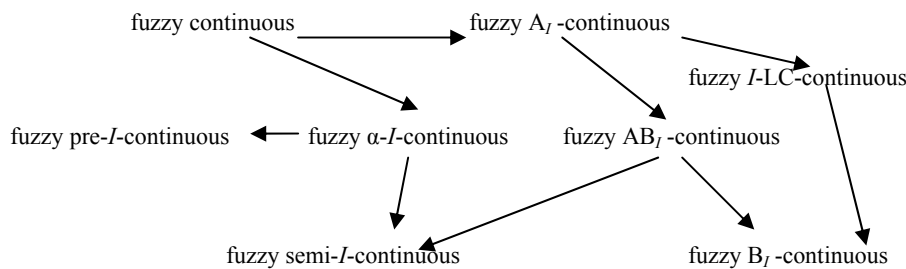 fuzzy continuous
fuzzy A_I -continuous
fuzzy I-LC-continuous
fuzzy pre-I-continuous
fuzzy α-I-continuous
fuzzy AB_I -continuous
fuzzy semi-I-continuous
fuzzy B_I -continuous